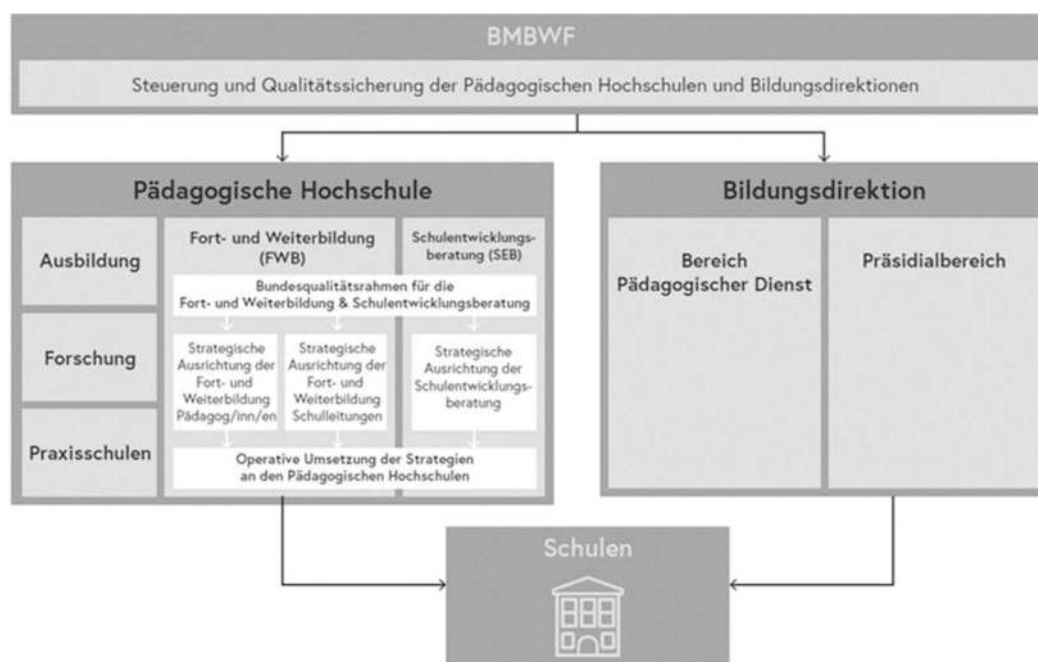 BMBWF
Steuerung und Qualitätssicherung der Pädagogischen Hochschulen und Bildungsdirektionen
Pädagogische Hochschule
Ausbildung
Forschung
Praxisschulen
Fort- und Weiterbildung
(FWB)
Schulentwicklungs-
beratung (SEB)
Bundesqualitätsrahmen für die
Fort- und Weiterbildung & Schulentwicklungsberatung
Strategische
Ausrichtung der
Fort- und
Weiterbildung
Pädagog/inn/en
Strategische
Ausrichtung der
Fort- und
Weiterbildung
Schulleitungen
Strategische
Ausrichtung der
Schulentwicklungs-
beratung
Operative Umsetzung der Strategien
an den Pädagogischen Hochschulen
Bildungsdirektion
Bereich
Pädagogischer Dienst
Präsidialbereich
Schulen